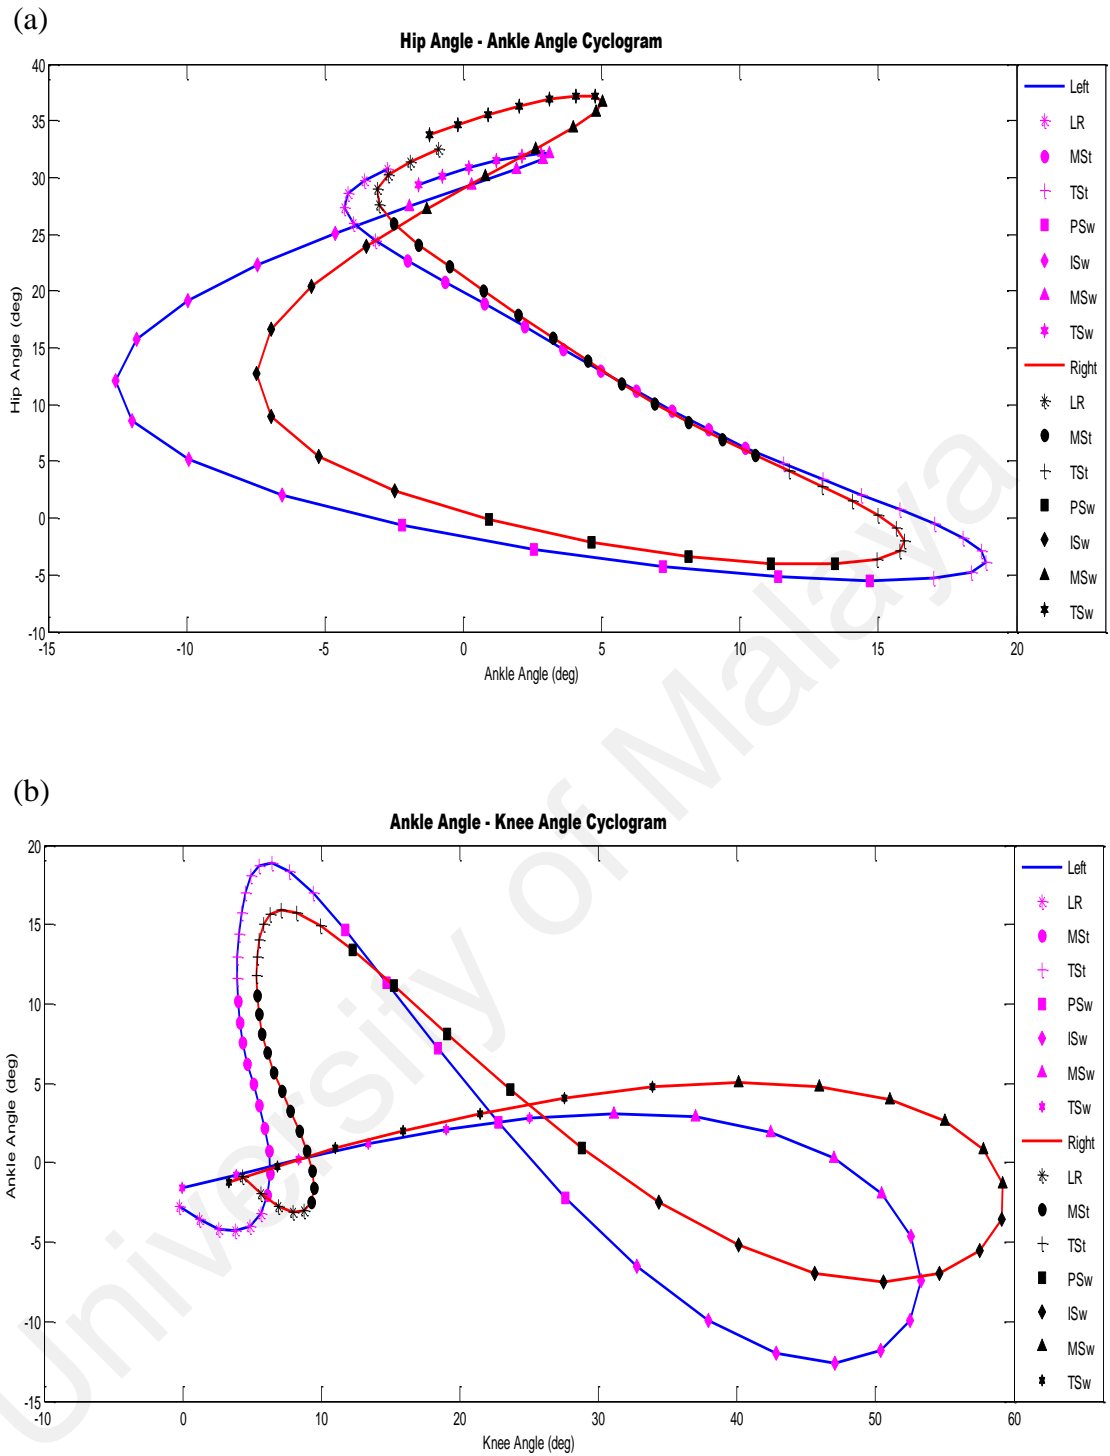 (a)
Hip Angle - Ankle Angle Cyclogram
40
35
30
25
20
15
10
5
0
-5
-10
Hip Angle (deg)
-15
-10
-5
0
5
10
15
20
Ankle Angle (deg)
Left
LR
MSt
TSt
PSw
ISw
MSw
TSw
Right
LR
MSt
TSt
PSw
ISw
MSw
TSw
(b)
Ankle Angle - Knee Angle Cyclogram
20
15
10
5
0
-5
-10
-15
Ankle Angle (deg)
-10
0
10
20
30
40
50
60
Knee Angle (deg)
Left
LR
MSt
TSt
PSw
ISw
MSw
TSw
Right
LR
MSt
TSt
PSw
ISw
MSw
TSw
University of Malaya